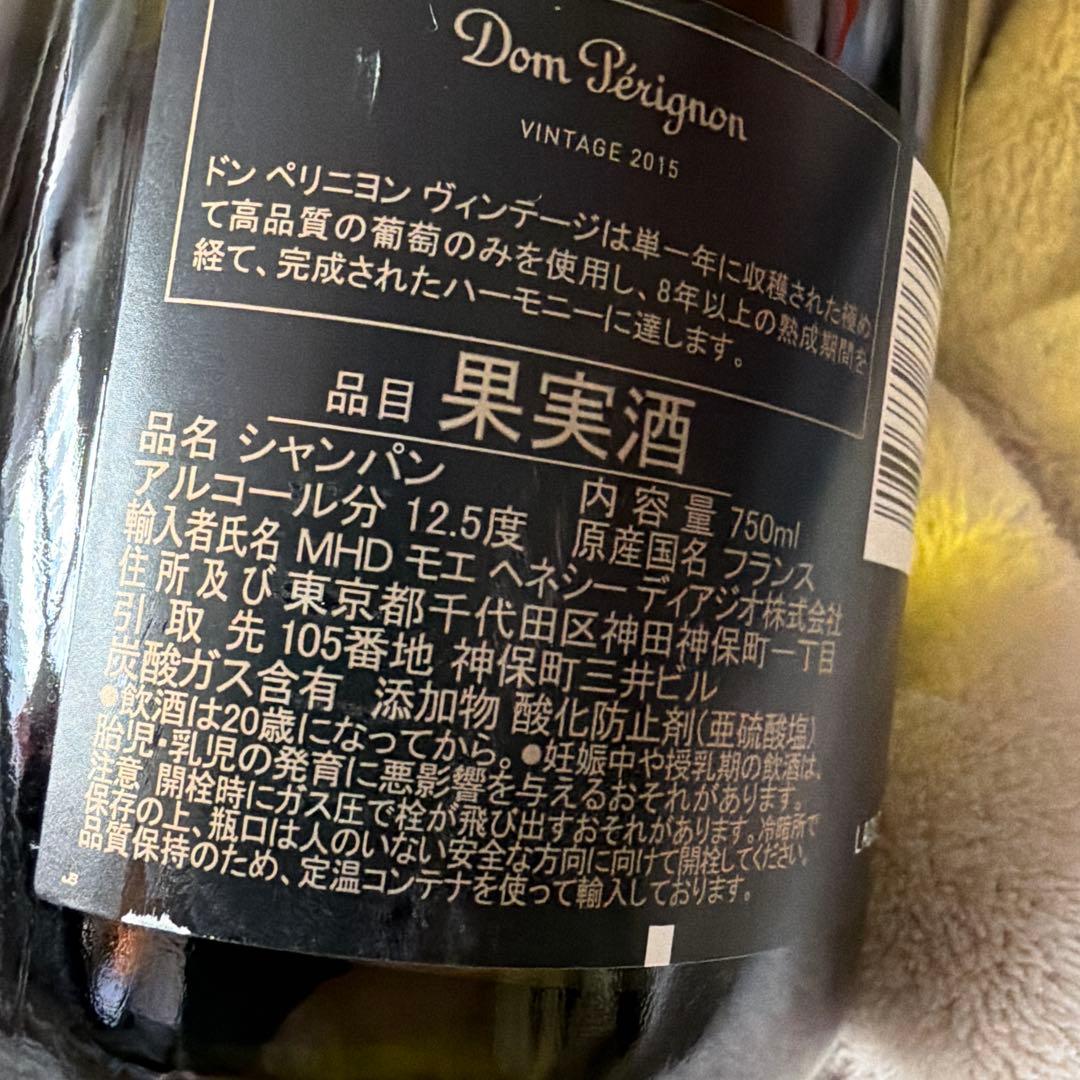 Dom Pérignon
VINTAGE 2015
ドン ペリニヨン ヴィンテージは単一年に収穫された極め
て高品質の葡萄のみを使用し、8年以上の熟成期間を
経て、完成されたハーモニーに達します。
品目 果実酒
品名 シャンパン 内容量 750ml
アルコール分 12.5度 原産国名 フランス
輸入者氏名 MHD モエ ヘネシー ディアジオ株式会社
住所及び 東京都千代田区神田神保町一丁目
引取先 105番地 神保町三井ビル
炭酸ガス含有 添加物 酸化防止剤(亜硫酸塩)
●飲酒は20歳になってから。●妊娠中や授乳期の飲酒は、
胎児・乳児の発育に悪影響を与えるおそれがあります。
注意 開栓時にガス圧で栓が飛び出すおそれがあります。冷暗所で
保存の上、瓶口は人のいない安全な方向に向けて開栓してください。
品質保持のため、定温コンテナを使って輸入しております。
JB